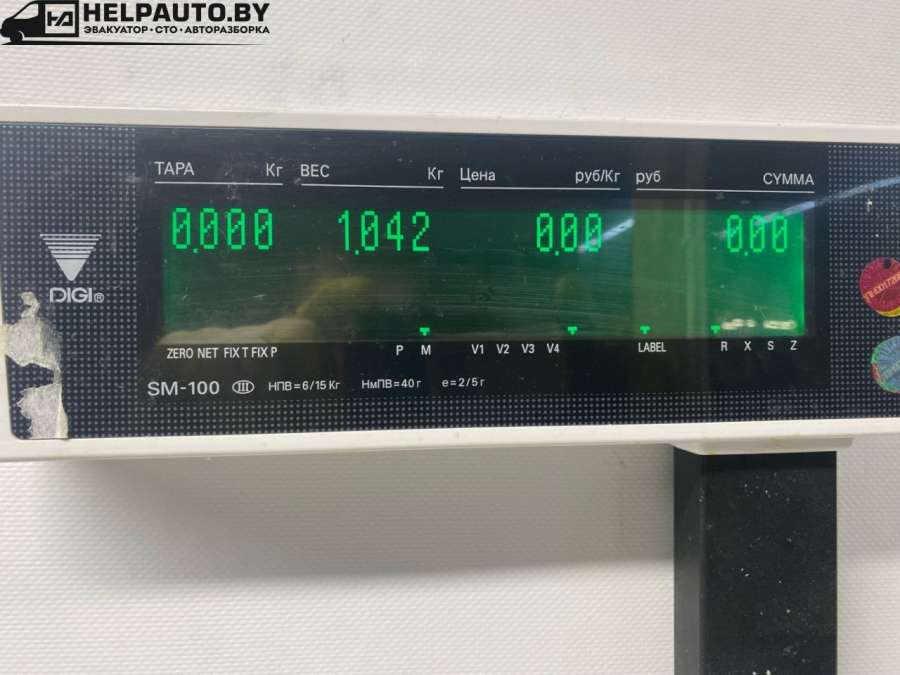 HELPAUTO.BY
ЭВАКУАТОР · СТО · АВТОРАЗБОРКА
ТАРА Кг ВЕС Кг Цена руб/Кг руб СУММА
0.000 1.042 0.00 0.00
DIGI®
ZERO NET FIX T FIX P P M V1 V2 V3 V4 LABEL R X S Z
SM-100 III НПВ=6/15 Кг НмПВ=40 г e=2/5 г